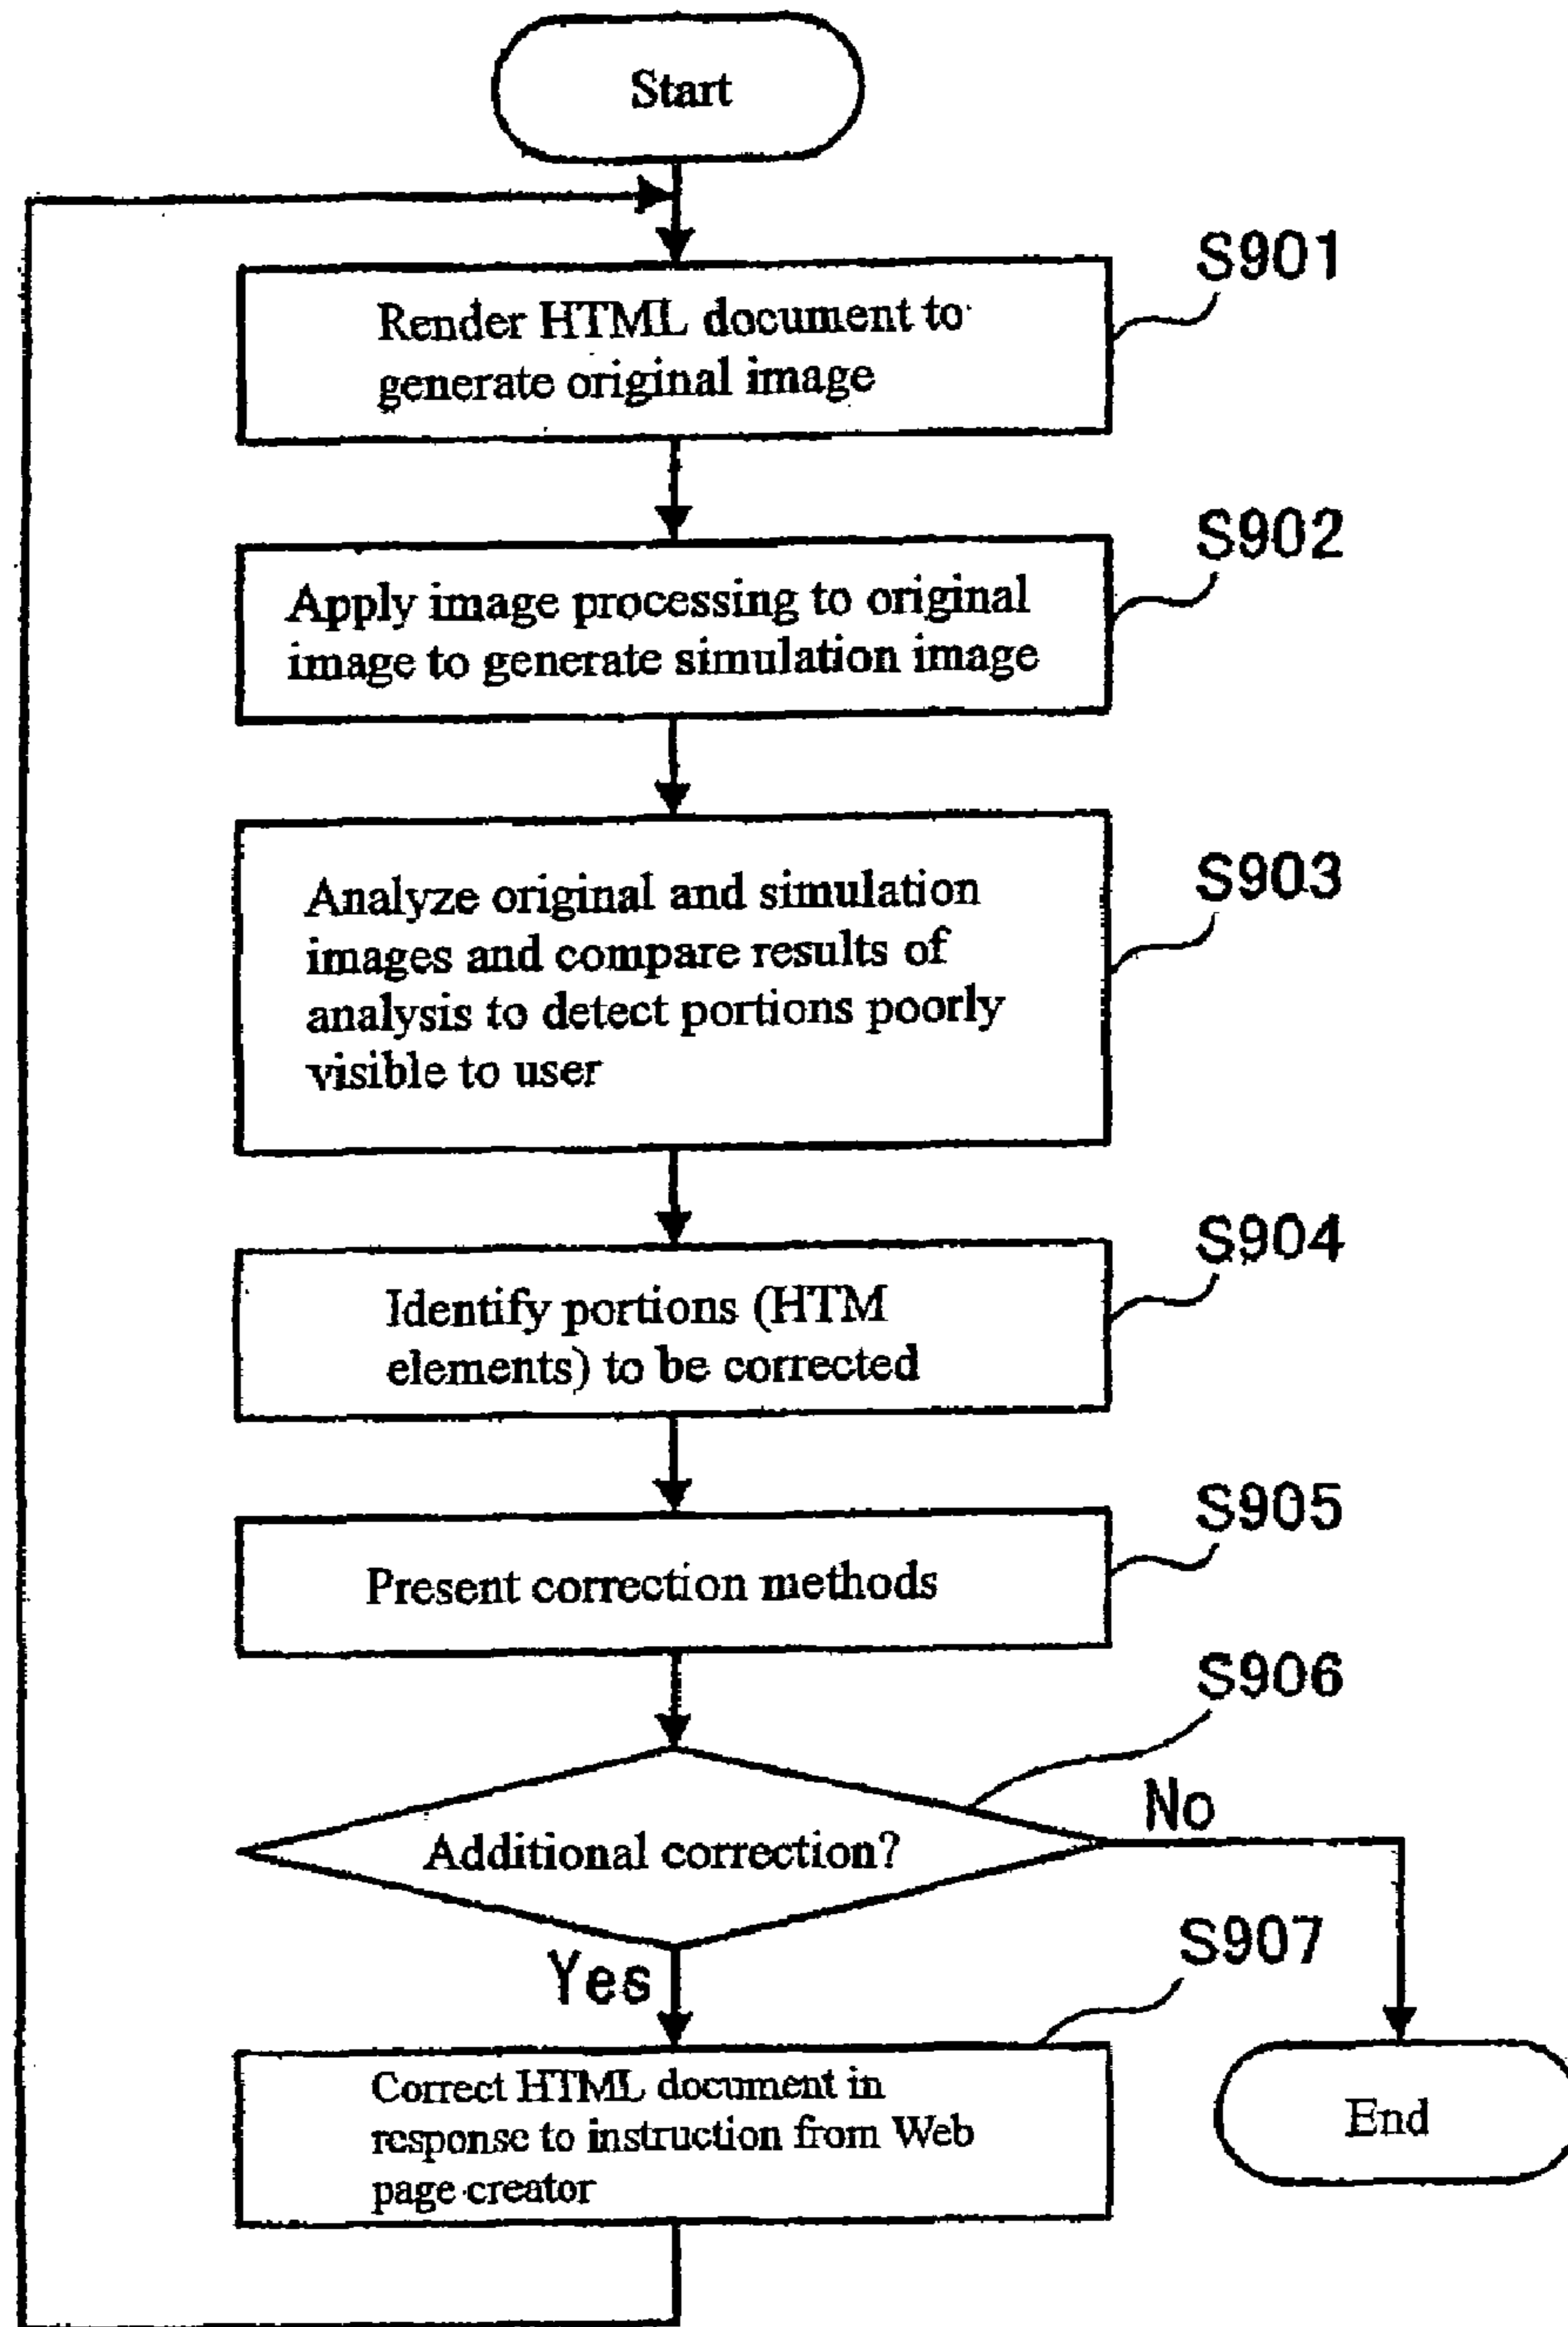 Start
S901
Render HTML document to
generate original image
S902
Apply image processing to original
image to generate simulation image
S903
Analyze original and simulation
images and compare results of
analysis to detect portions poorly
visible to user
S904
Identify portions (HTM
elements) to be corrected
S905
Present correction methods
S906
Additional correction?
No
Yes
S907
Correct HTML document in
response to instruction from Web
page creator
End